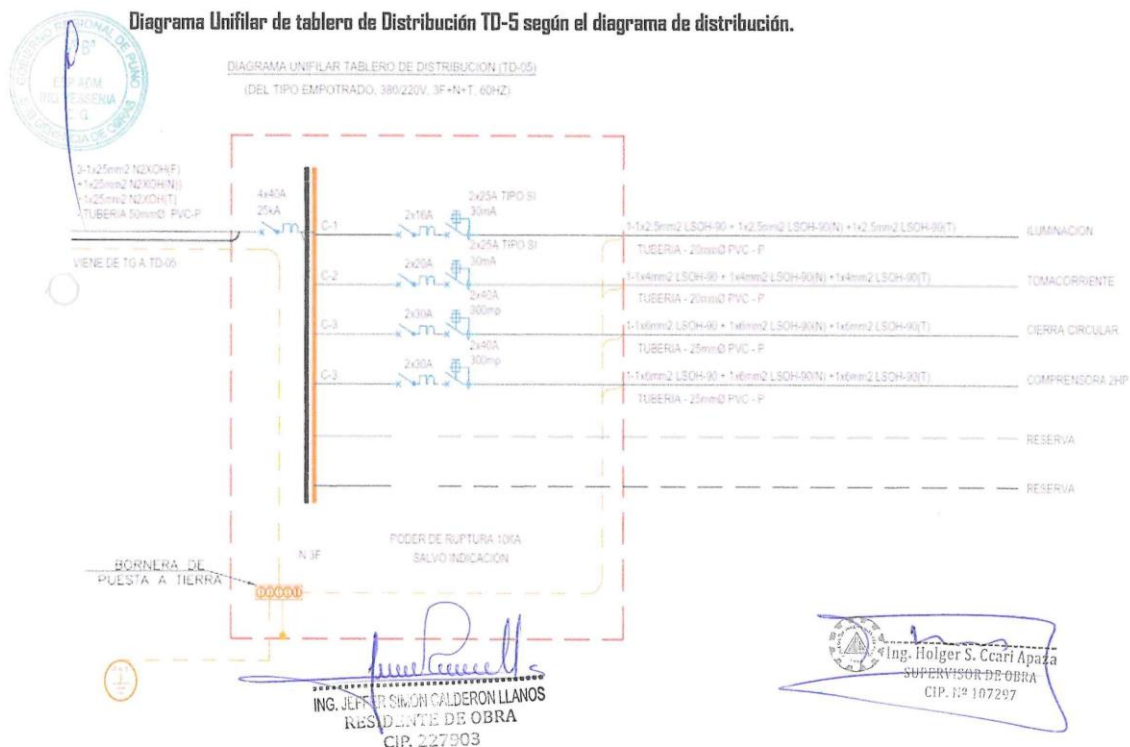 Diagrama Unifilar de tablero de Distribución TD-5 según el diagrama de distribución.
GOBIERNO REGIONAL DE PUNO
DIAGRAMA UNIFILAR TABLERO DE DISTRIBUCION (TD-05)
(DEL TIPO EMPOTRADO, 380/220V, 3F+N+T, 60HZ)
3-1x25mm2 N2XOH(F)
+1x25mm2 N2XOH(N))
+1x25mm2 N2XOH(T)
- TUBERIA 50mmØ PVC-P
VIENE DE TG A TD-05
4x40A
25kA
C-1
2x16A
2x25A TIPO SI
30mA
1-1x2.5mm2 LSOH-90 + 1x2.5mm2 LSOH-90(N) +1x2.5mm2 LSOH-90(T)
TUBERIA - 20mmØ PVC - P
ILUMINACION
C-2
2x20A
2x25A TIPO SI
30mA
1-1x4mm2 LSOH-90 + 1x4mm2 LSOH-90(N) +1x4mm2 LSOH-90(T)
TUBERIA - 20mmØ PVC - P
TOMACORRIENTE
C-3
2x30A
2x40A
300mp
1-1x6mm2 LSOH-90 + 1x6mm2 LSOH-90(N) +1x6mm2 LSOH-90(T)
TUBERIA - 25mmØ PVC - P
CIERRA CIRCULAR
C-3
2x30A
2x40A
300mp
1-1x6mm2 LSOH-90 + 1x6mm2 LSOH-90(N) +1x6mm2 LSOH-90(T)
TUBERIA - 25mmØ PVC - P
COMPRENSORA 2HP
RESERVA
RESERVA
N 3F
PODER DE RUPTURA 10KA
SALVO INDICACION
BORNERA DE
PUESTA A TIERRA
ING. JEFFER SIMON CALDERON LLANOS
RESIDENTE DE OBRA
CIP. 227903
Ing. Holger S. Ccari Apaza
SUPERVISOR DE OBRA
CIP. Nº 107297